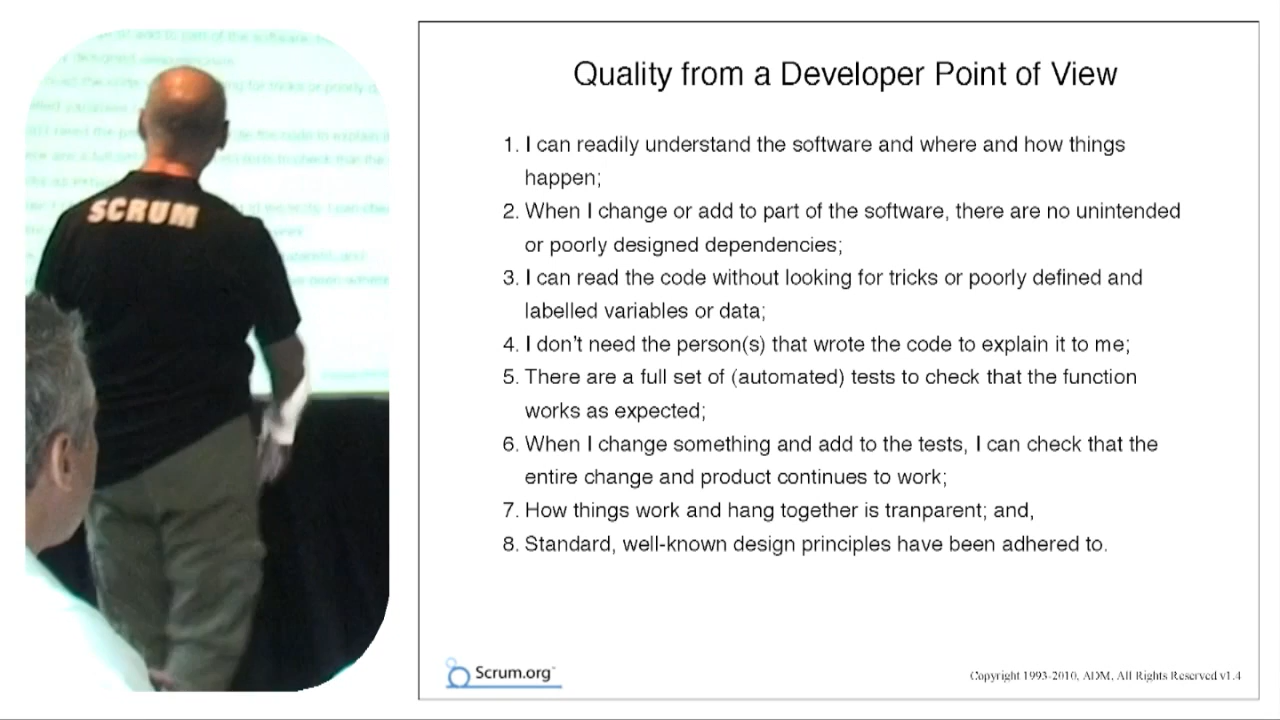 SCRUM
Quality from a Developer Point of View
1. I can readily understand the software and where and how things
happen;
2. When I change or add to part of the software, there are no unintended
or poorly designed dependencies;
3. I can read the code without looking for tricks or poorly defined and
labelled variables or data;
4. I don't need the person(s) that wrote the code to explain it to me;
5. There are a full set of (automated) tests to check that the function
works as expected;
6. When I change something and add to the tests, I can check that the
entire change and product continues to work;
7. How things work and hang together is tranparent; and,
8. Standard, well-known design principles have been adhered to.
Scrum.org
Copyright 1993-2010, ADM, All Rights Reserved v1.4